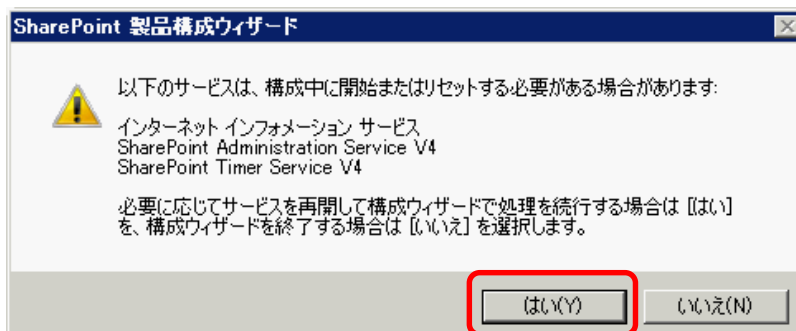 SharePoint 製品構成ウィザード
以下のサービスは、構成中に開始またはリセットする必要がある場合があります:
インターネット インフォメーション サービス
SharePoint Administration Service V4
SharePoint Timer Service V4
必要に応じてサービスを再開して構成ウィザードで処理を続行する場合は [はい]
を、構成ウィザードを終了する場合は [いいえ] を選択します。
はい(Y)
いいえ(N)